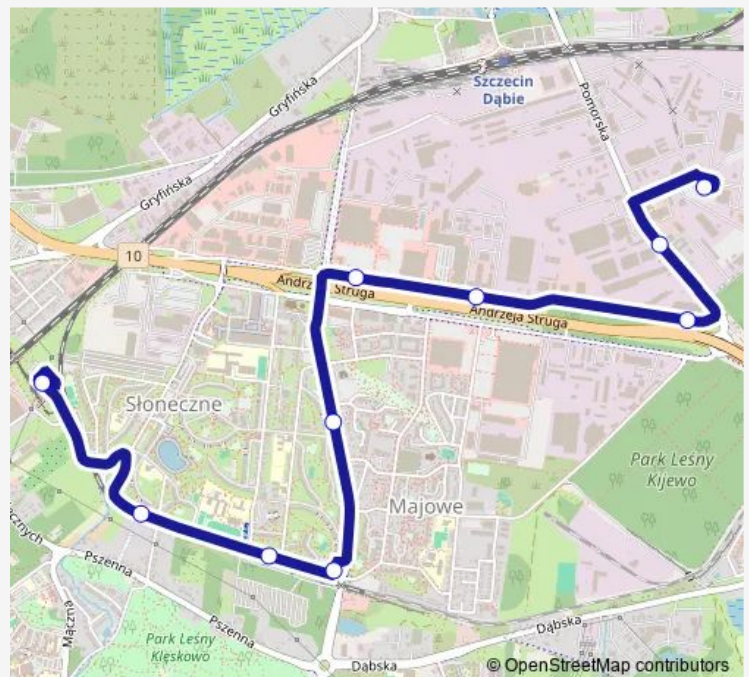 Gryfińska
Szczecin
Dąbie
Pomorska
Gryfińska
10
Andrze
Struga
Andrzeja Struga
Słoneczne
Park Leśny
Kijewo
Majowe
Pszenna
Mączna
Pszenna
Park Leśny
Klęskowo
Dąbska
Dąbska
© OpenStreetMap contributors